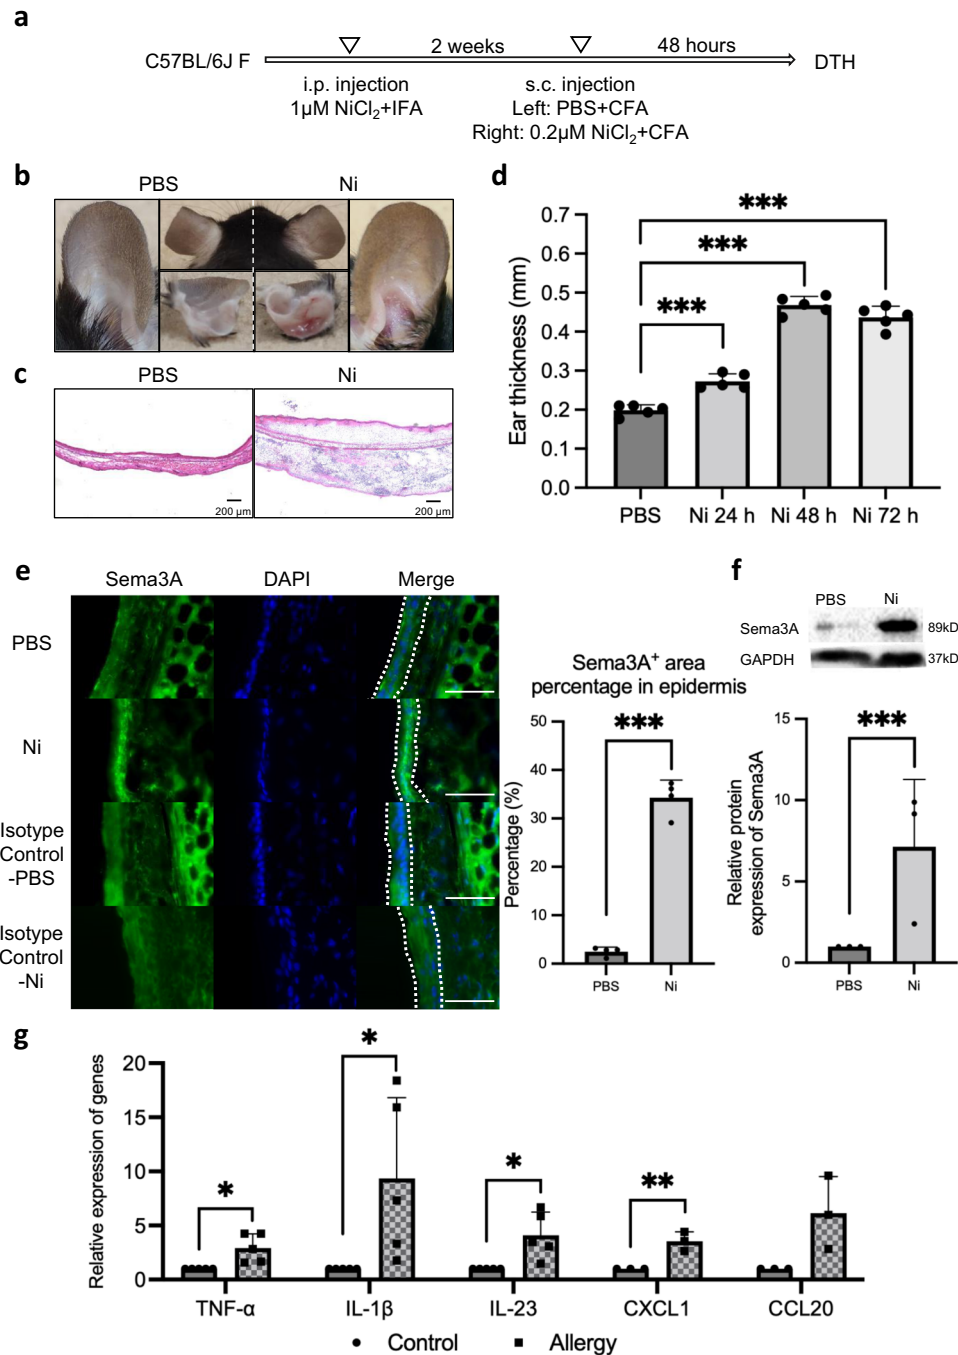 a
C57BL/6J F
2 weeks
48 hours
DTH
i.p. injection
1μM NiCl₂+IFA
s.c. injection
Left: PBS+CFA
Right: 0.2μM NiCl₂+CFA
b
PBS
Ni
c
PBS
Ni
200 μm
200 μm
d
Ear thickness (mm)
0.7
0.6
0.5
0.4
0.3
0.2
0.1
0.0
***
***
***
PBS
Ni 24 h
Ni 48 h
Ni 72 h
e
Sema3A
DAPI
Merge
PBS
Ni
Isotype
Control
-PBS
Isotype
Control
-Ni
Sema3A⁺ area
percentage in epidermis
Percentage (%)
50
40
30
20
10
0
***
PBS
Ni
f
PBS
Ni
Sema3A
89kD
GAPDH
37kD
Relative protein
expression of Sema3A
15
10
5
0
***
PBS
Ni
g
Relative expression of genes
20
15
10
5
0
*
*
*
**
TNF-α
IL-1β
IL-23
CXCL1
CCL20
Control
Allergy